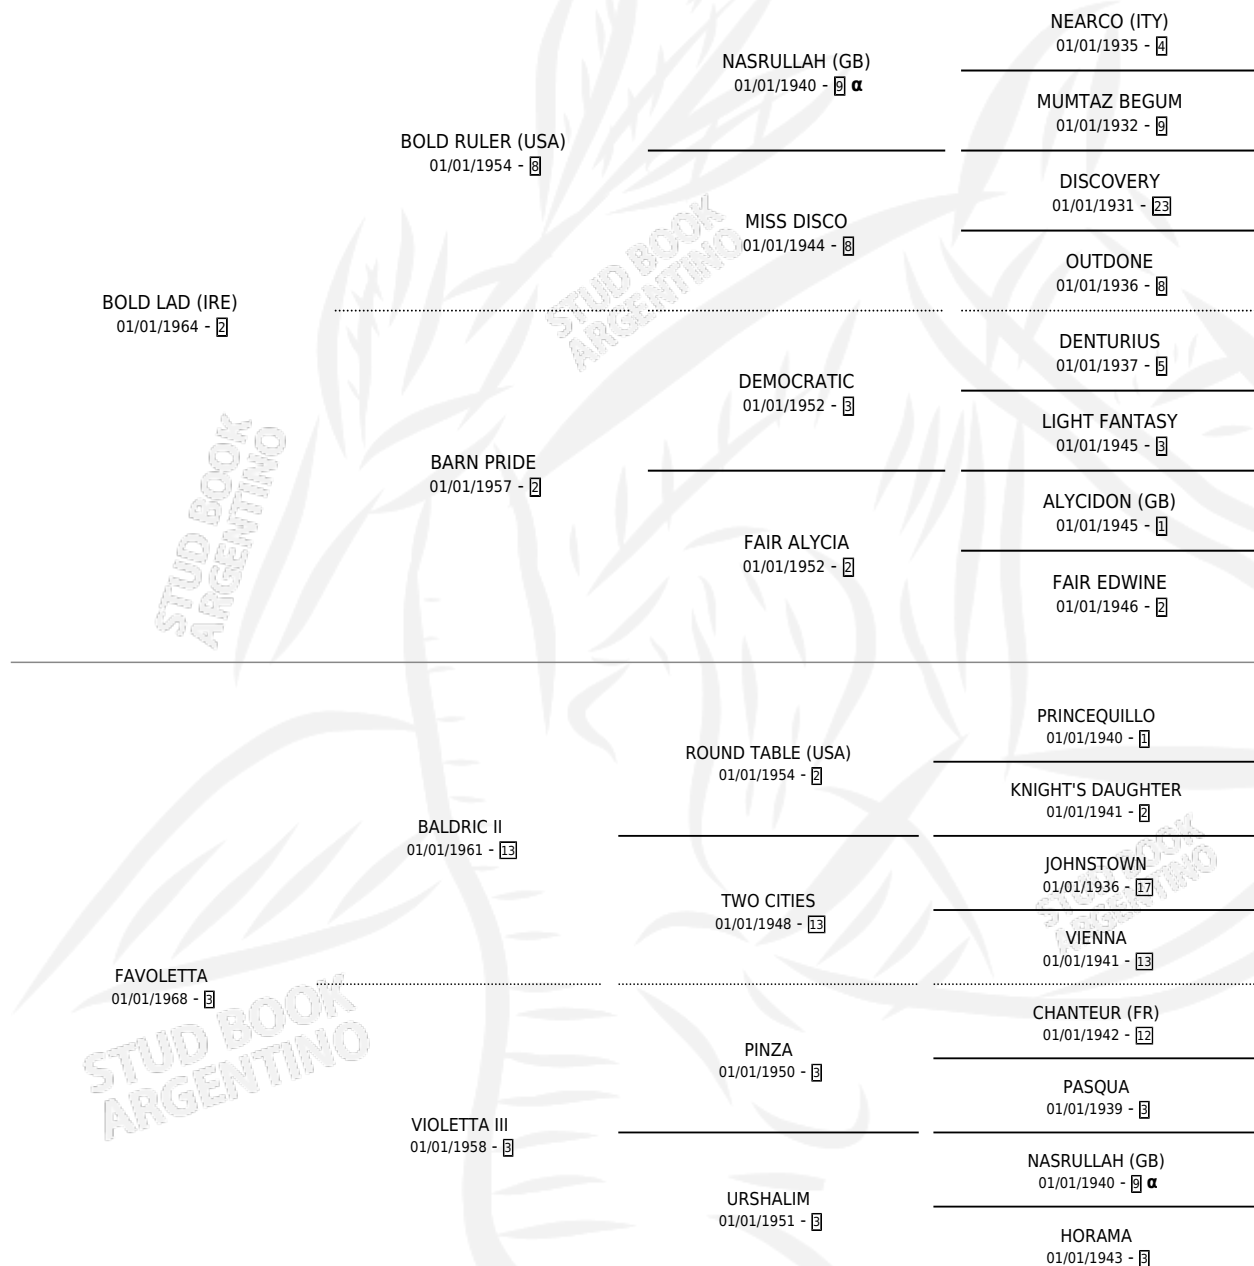 NEARCO (ITY)
01/01/1935 - 4
NASRULLAH (GB)
01/01/1940 - 9 α
MUMTAZ BEGUM
01/01/1932 - 9
BOLD RULER (USA)
01/01/1954 - 8
DISCOVERY
01/01/1931 - 23
MISS DISCO
01/01/1944 - 8
OUTDONE
01/01/1936 - 8
BOLD LAD (IRE)
01/01/1964 - 2
DENTURIUS
01/01/1937 - 5
DEMOCRATIC
01/01/1952 - 3
LIGHT FANTASY
01/01/1945 - 3
BARN PRIDE
01/01/1957 - 2
ALYCIDON (GB)
01/01/1945 - 1
FAIR ALYCIA
01/01/1952 - 2
FAIR EDWINE
01/01/1946 - 2
PRINCEQUILLO
01/01/1940 - 1
ROUND TABLE (USA)
01/01/1954 - 2
KNIGHT'S DAUGHTER
01/01/1941 - 2
BALDRIC II
01/01/1961 - 13
JOHNSTOWN
01/01/1936 - 17
TWO CITIES
01/01/1948 - 13
VIENNA
01/01/1941 - 13
FAVOLETTA
01/01/1968 - 3
CHANTEUR (FR)
01/01/1942 - 12
PINZA
01/01/1950 - 3
PASQUA
01/01/1939 - 3
VIOLETTA III
01/01/1958 - 3
NASRULLAH (GB)
01/01/1940 - 9 α
URSHALIM
01/01/1951 - 3
HORAMA
01/01/1943 - 3
STUD BOOK
ARGENTINO
STUD BOOK
ARGENTINO
STUD BOOK
ARGENTINO
STUD BOOK
ARGENTINO